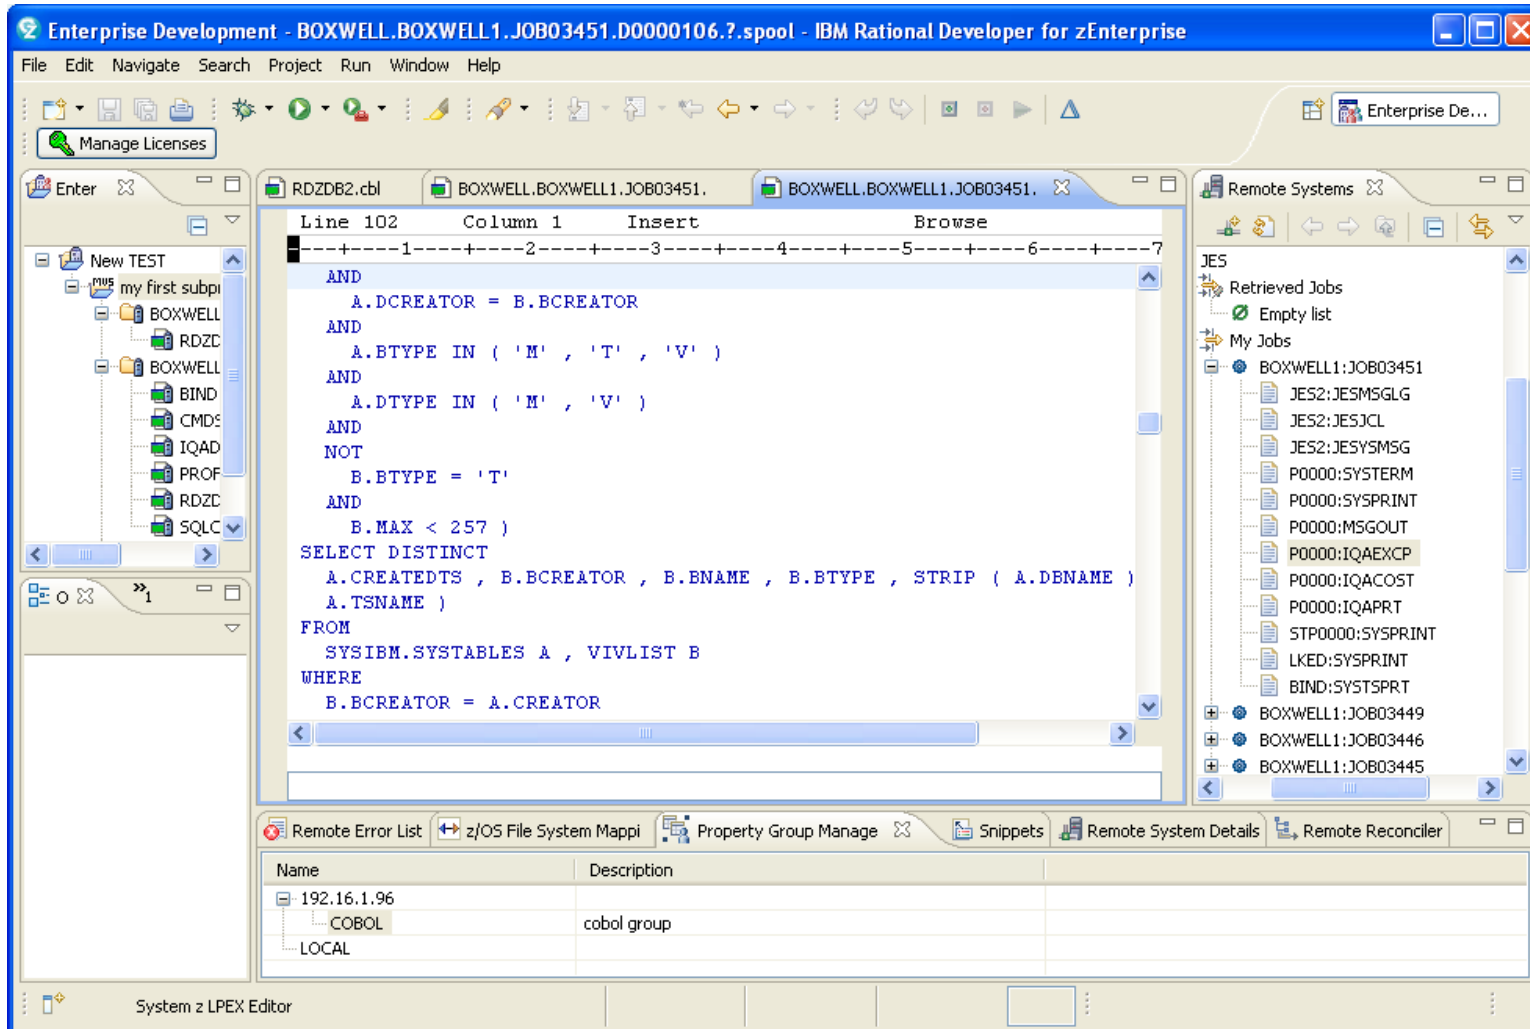 Enterprise Development - BOXWELL.BOXWELL1.JOB03451.D0000106.?.spool - IBM Rational Developer for zEnterprise
File Edit Navigate Search Project Run Window Help
Enterprise De...
Manage Licenses
Enter
New TEST
my first subpr
BOXWELL
RDZD
BOXWELL
BIND
CMDS
IQAD
PROF
RDZD
SQLC
O
»1
RDZDB2.cbl
BOXWELL.BOXWELL1.JOB03451.
BOXWELL.BOXWELL1.JOB03451.
Line 102 Column 1 Insert Browse
----+----1----+----2----+----3----+----4----+----5----+----6----+----7
AND
A.DCREATOR = B.BCREATOR
AND
A.BTYPE IN ( 'M' , 'T' , 'V' )
AND
A.DTYPE IN ( 'M' , 'V' )
AND
NOT
B.BTYPE = 'T'
AND
B.MAX < 257 )
SELECT DISTINCT
A.CREATEDTS , B.BCREATOR , B.BNAME , B.BTYPE , STRIP ( A.DBNAME )
A.TSNAME )
FROM
SYSIBM.SYSTABLES A , VIVLIST B
WHERE
B.BCREATOR = A.CREATOR
Remote Systems
JES
Retrieved Jobs
Empty list
My Jobs
BOXWELL1:JOB03451
JES2:JESMSGLG
JES2:JESJCL
JES2:JESYSMSG
P0000:SYSTERM
P0000:SYSPRINT
P0000:MSGOUT
P0000:IQAEXCP
P0000:IQACOST
P0000:IQAPRT
STP0000:SYSPRINT
LKED:SYSPRINT
BIND:SYSTSPRT
BOXWELL1:JOB03449
BOXWELL1:JOB03446
BOXWELL1:JOB03445
Remote Error List
z/OS File System Mappi
Property Group Manage
Snippets
Remote System Details
Remote Reconciler
Name Description
192.16.1.96
COBOL cobol group
LOCAL
System z LPEX Editor